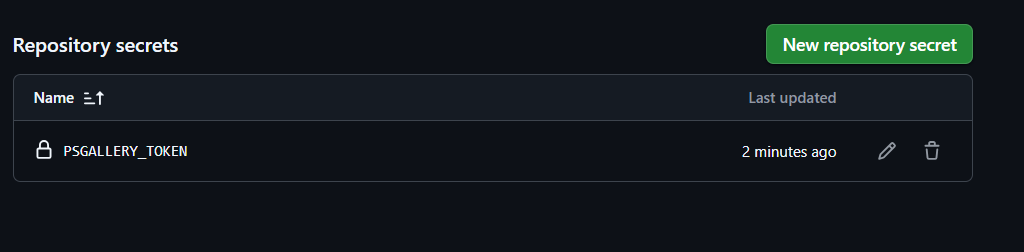 Repository secrets
New repository secret
Name
Last updated
PSGALLERY_TOKEN
2 minutes ago